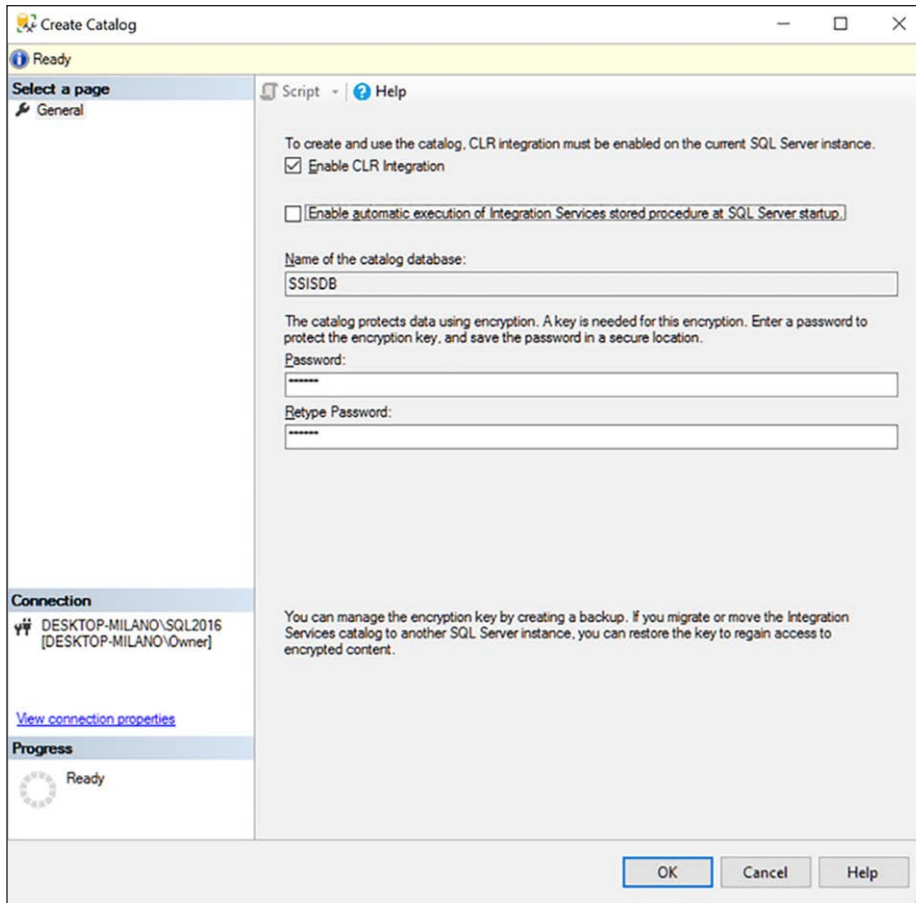 Create Catalog
Ready
Select a page
General
Script
Help
To create and use the catalog, CLR integration must be enabled on the current SQL Server instance.
Enable CLR Integration
Enable automatic execution of Integration Services stored procedure at SQL Server startup.
Name of the catalog database:
SSISDB
The catalog protects data using encryption. A key is needed for this encryption. Enter a password to
protect the encryption key, and save the password in a secure location.
Password:
******
Retype Password:
******
Connection
DESKTOP-MILANO\SQL2016
[DESKTOP-MILANO\Owner]
View connection properties
Progress
Ready
You can manage the encryption key by creating a backup. If you migrate or move the Integration
Services catalog to another SQL Server instance, you can restore the key to regain access to
encrypted content.
OK
Cancel
Help